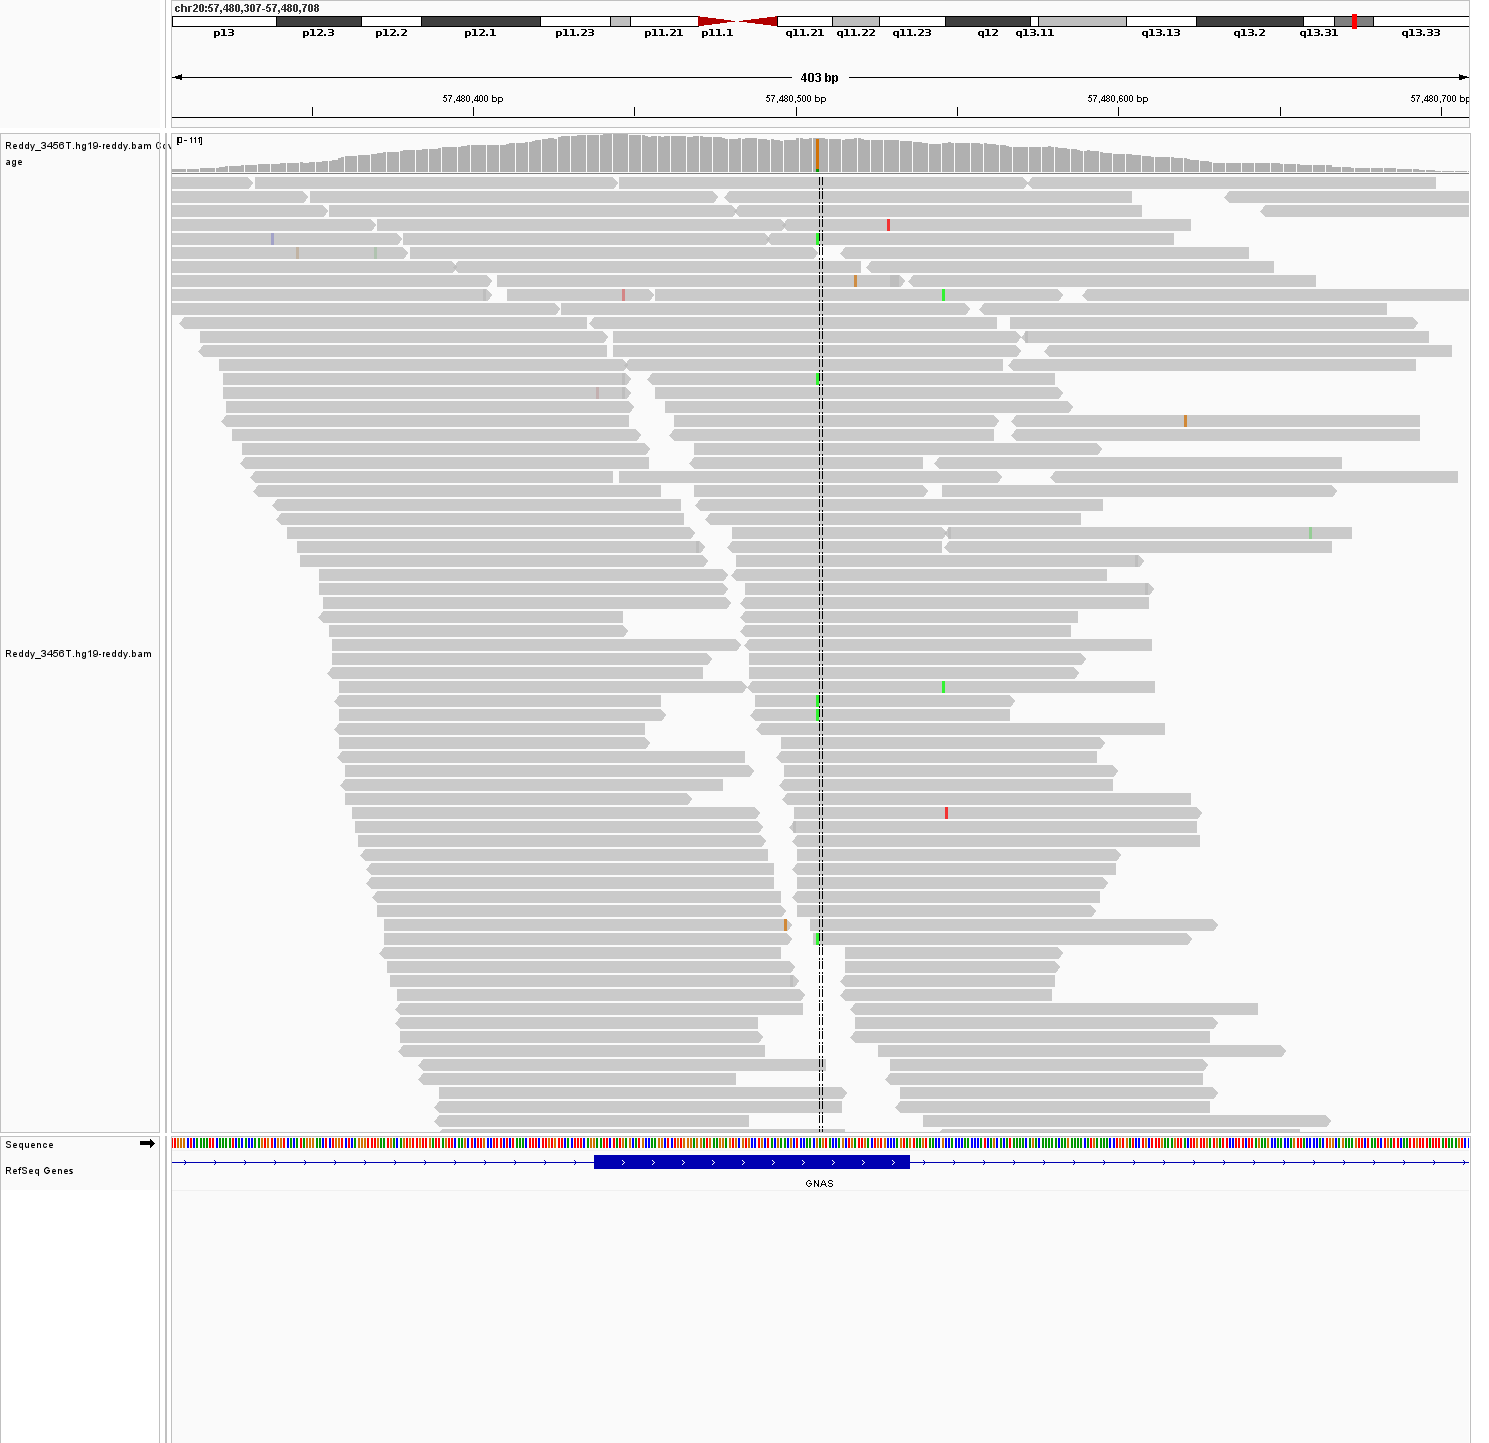 chr20:57,480,307-57,480,708
p13 p12.3 p12.2 p12.1 p11.23 p11.21 p11.1 q11.21 q11.22 q11.23 q12 q13.11 q13.13 q13.2 q13.31 q13.33
403 bp
57,480,400 bp 57,480,500 bp 57,480,600 bp 57,480,700 bp
[0 - 111]
Reddy_3456T.hg19-reddy.bam Cov
age
Reddy_3456T.hg19-reddy.bam
Sequence
RefSeq Genes
GNAS